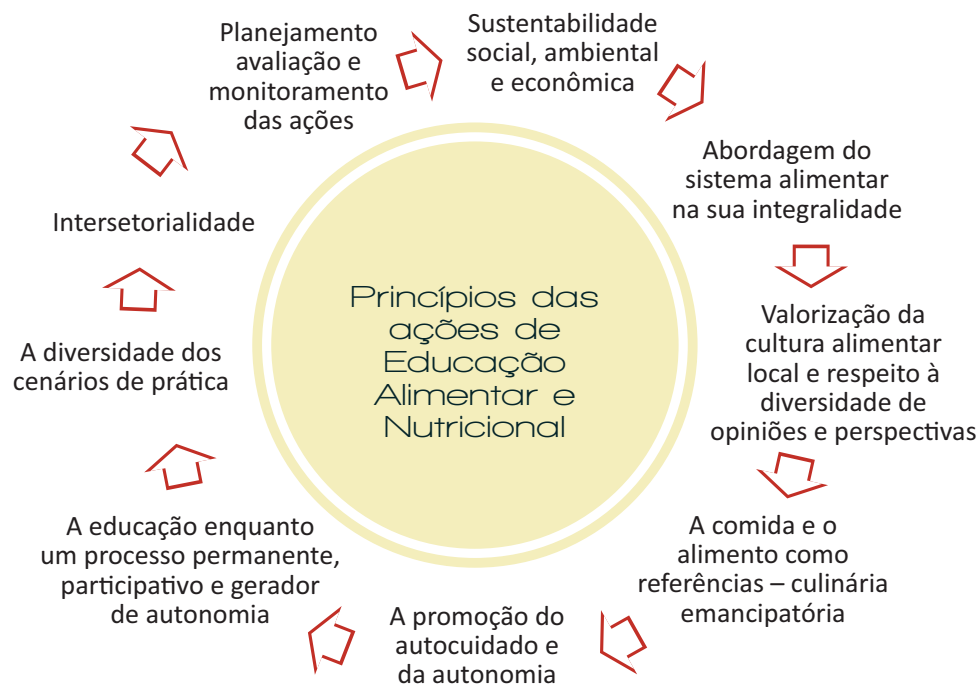 Princípios das
ações de
Educação
Alimentar e
Nutricional
Sustentabilidade
social, ambiental
e econômica
Abordagem do
sistema alimentar
na sua integralidade
Valorização da
cultura alimentar
local e respeito à
diversidade de
opiniões e perspectivas
A comida e o
alimento como
referências – culinária
emancipatória
A promoção do
autocuidado e
da autonomia
A educação enquanto
um processo permanente,
participativo e gerador
de autonomia
A diversidade dos
cenários de prática
Intersetorialidade
Planejamento
avaliação e
monitoramento
das ações